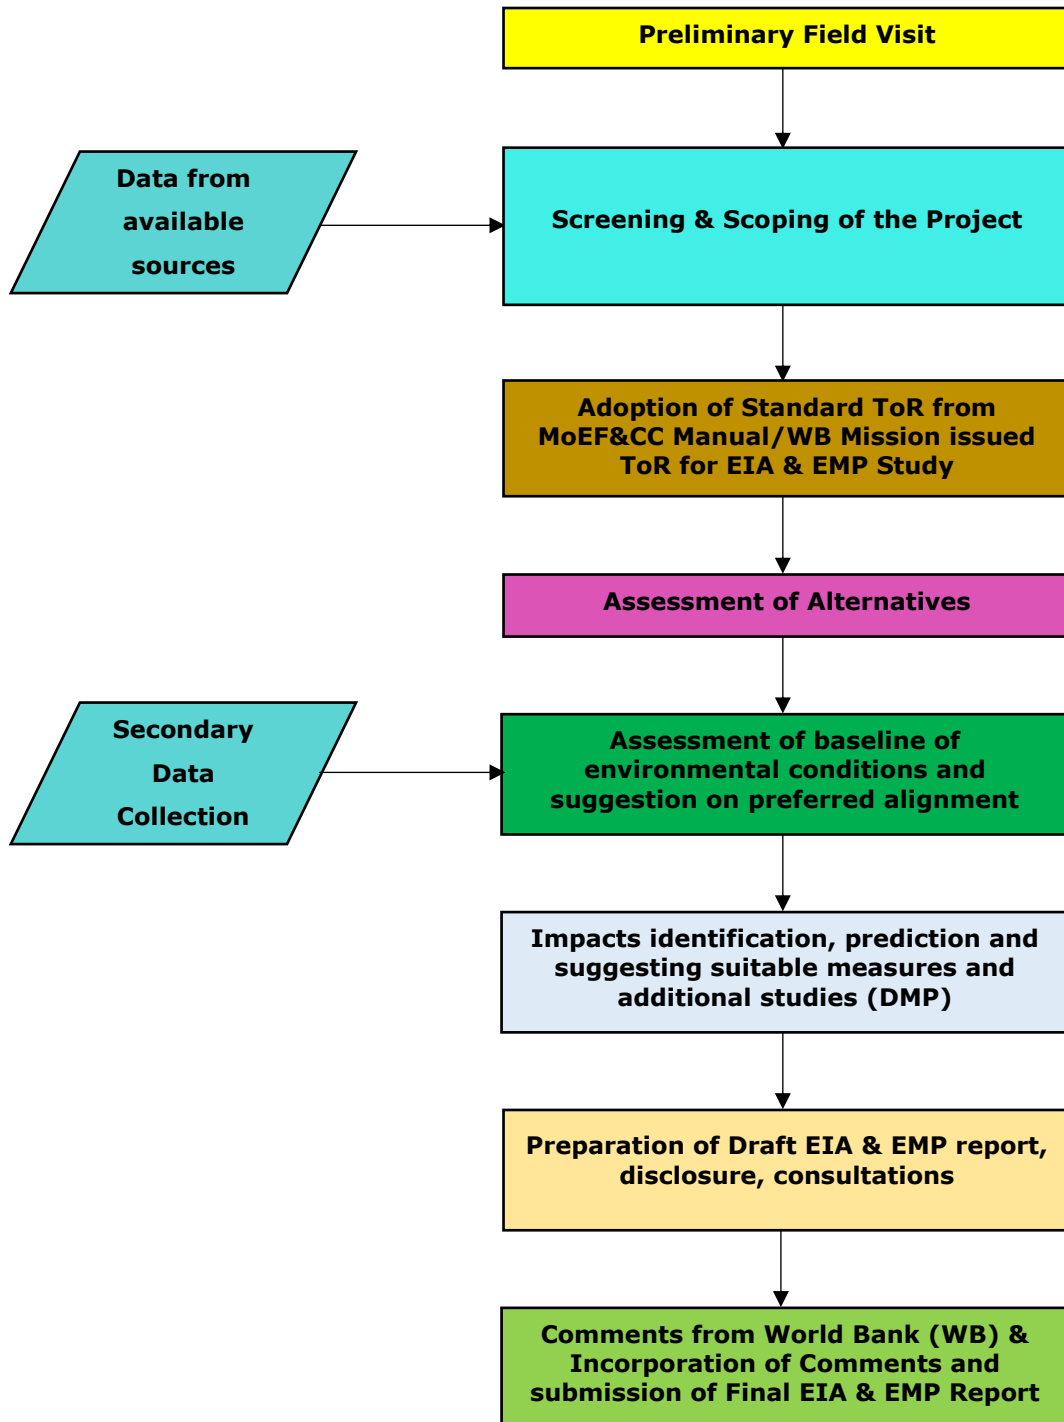 Preliminary Field Visit
Data from
available
sources
Screening & Scoping of the Project
Adoption of Standard ToR from
MoEF&CC Manual/WB Mission issued
ToR for EIA & EMP Study
Assessment of Alternatives
Secondary
Data
Collection
Assessment of baseline of
environmental conditions and
suggestion on preferred alignment
Impacts identification, prediction and
suggesting suitable measures and
additional studies (DMP)
Preparation of Draft EIA & EMP report,
disclosure, consultations
Comments from World Bank (WB) &
Incorporation of Comments and
submission of Final EIA & EMP Report